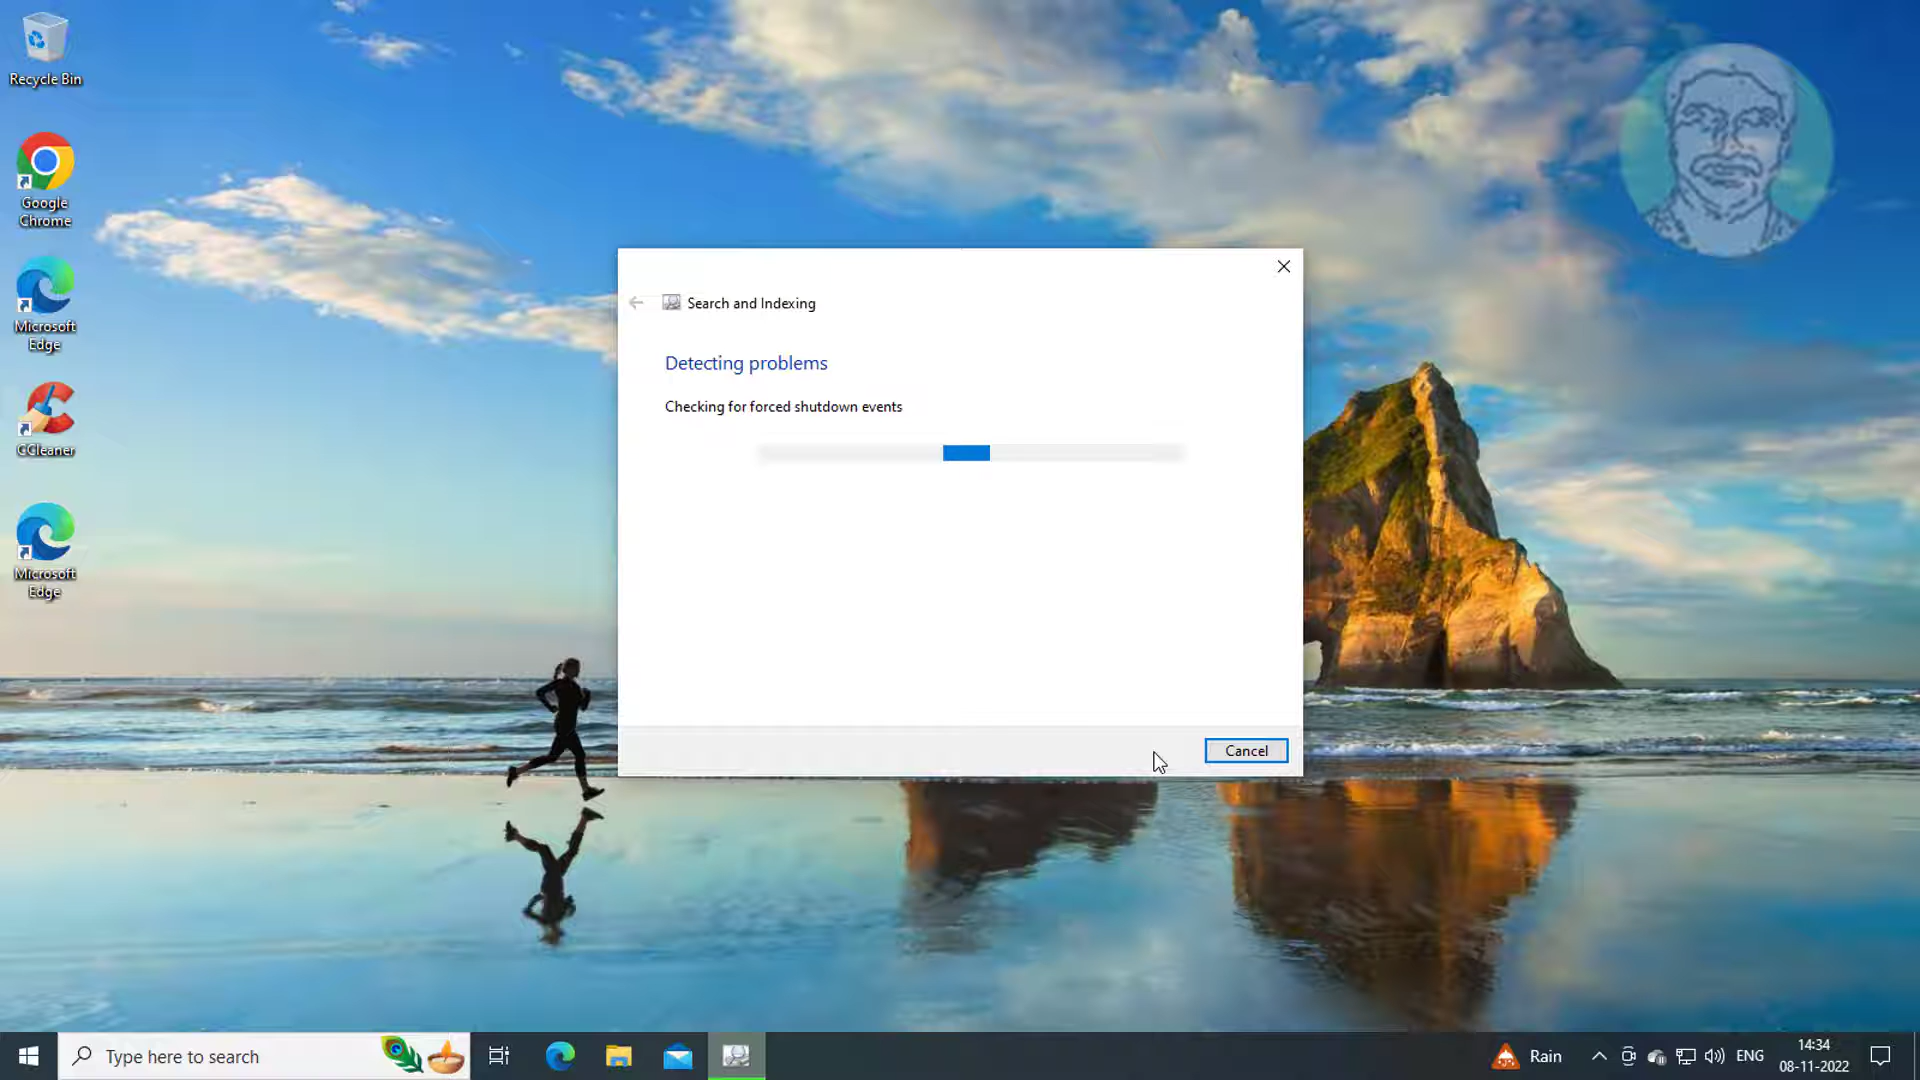 Recycle Bin
Google
Chrome
Microsoft
Edge
CCleaner
Microsoft
Edge
Search and Indexing
Detecting problems
Checking for forced shutdown events
Cancel
Type here to search
Rain
ENG
14:34
08-11-2022